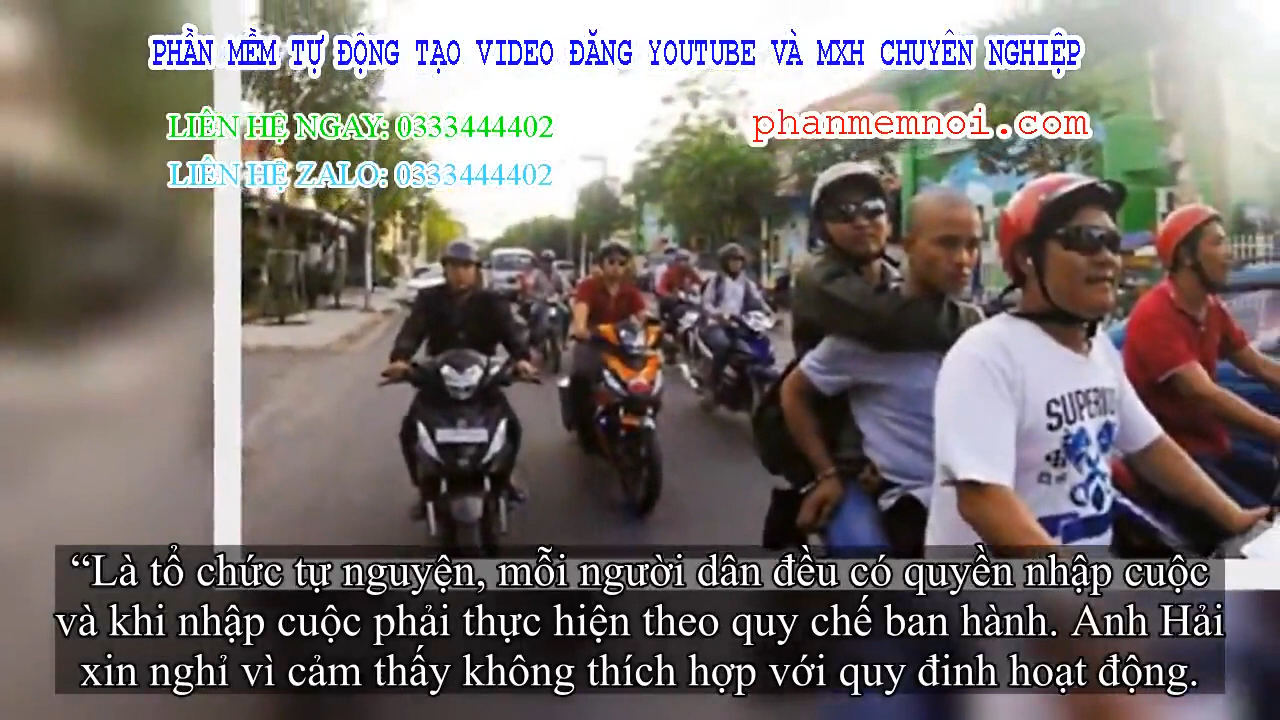 PHẦN MỀM TỰ ĐỘNG TẠO VIDEO ĐĂNG YOUTUBE VÀ MXH CHUYÊN NGHIỆP
LIÊN HỆ NGAY: 0333444402
phanmemnoi.com
LIÊN HỆ ZALO: 0333444402
“Là tổ chức tự nguyện, mỗi người dân đều có quyền nhập cuộc
và khi nhập cuộc phải thực hiện theo quy chế ban hành. Anh Hải
xin nghỉ vì cảm thấy không thích hợp với quy đinh hoạt động.